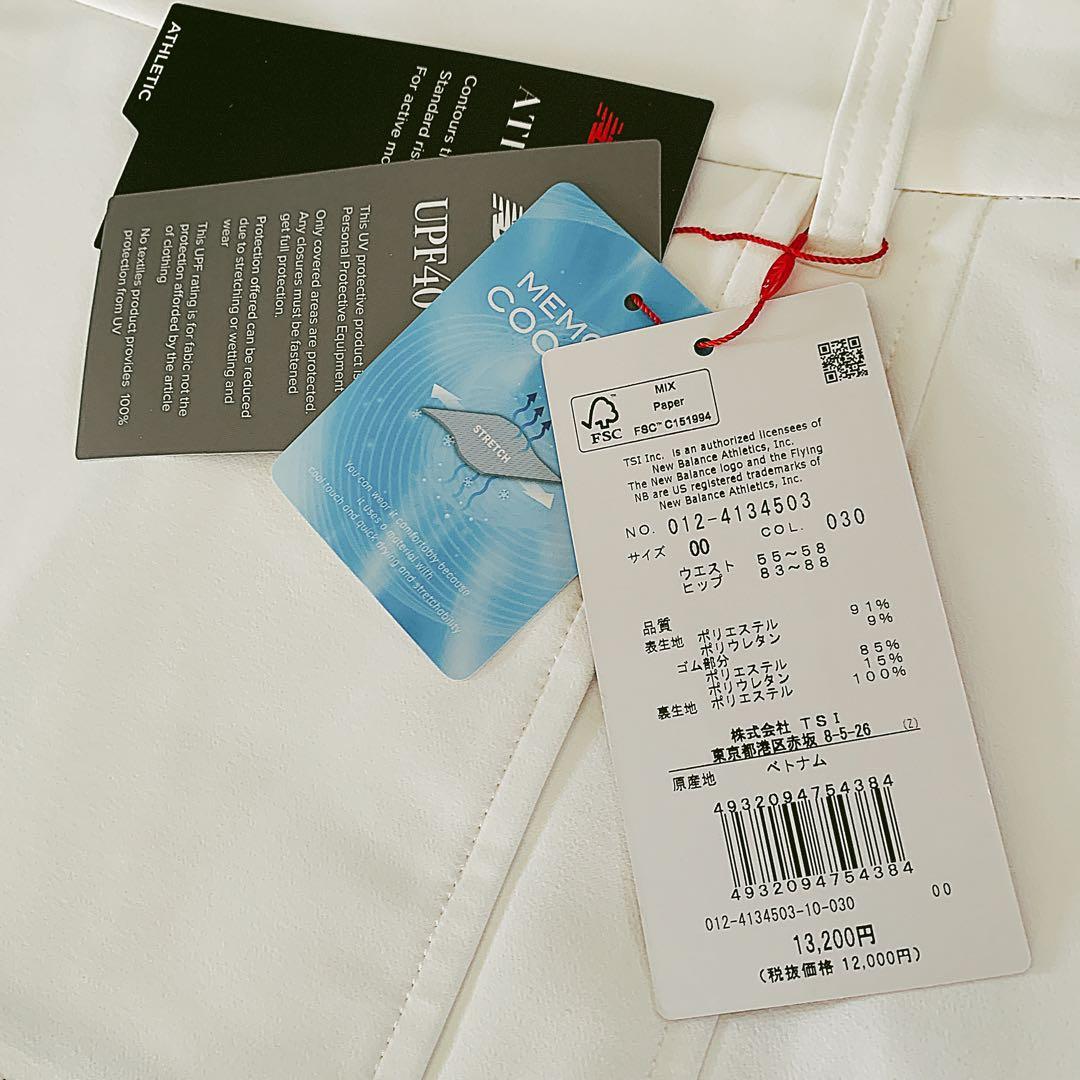 ATHLETIC
Contours
Standard
For active
UPF40
This UV protective product
Personal Protective Equipment
Only covered areas are protected.
Any closures must be fastened
get full protection.
Protection offered can be reduced
due to stretching or wetting and
wear
This UPF rating is for fabic not the
protection afforded by the article
of clothing
No textiles product provides 100%
protection from UV
STRETCH
You can wear it comfortably because
it uses a material with
cool touch and quick drying and stretchability
FSC
MIX
Paper
FSC™ C151994
TSI Inc. is an authorized licensees of
New Balance Athletics, Inc.
The New Balance logo and the Flying
NB are US registered trademarks of
New Balance Athletics, Inc.
NO. 012-4134503
COL. 030
サイズ 00
ウエスト 55~58
ヒップ 83~88
品質
表生地 ポリエステル 91%
ポリウレタン 9%
ゴム部分
ポリエステル 85%
ポリウレタン 15%
裏生地 ポリエステル 100%
株式会社 TSI
東京都港区赤坂 8-5-26 (Z)
原産地 ベトナム
4932094754384
4932094754384
012-4134503-10-030 00
13,200円
(税抜価格 12,000円)